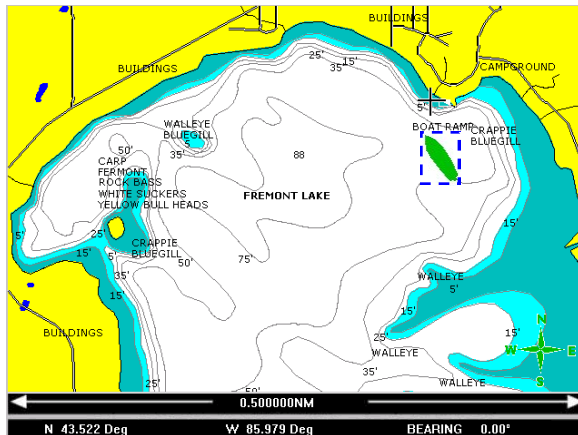 BUILDINGS
25'
15'
35'
BUILDINGS
CAMPGROUND
5'
WALLEYE
BLUEGILL
5
BOAT RAMP
CRAPPIE
BLUEGILL
50'
35'
88
CARP
FERMONT
ROCK BASS
WHITE SUCKERS
YELLOW BULL HEADS
FREMONT LAKE
15'
5'
25'
15'
5'
CRAPPIE
BLUEGILL
50'
75'
35'
15'
WALLEYE
5'
15'
BUILDINGS
25'
15'
N
W E
S
WALLEYE
35'
25'
50'
WALLEYE
0.500000NM
N 43.522 Deg W 85.979 Deg BEARING 0.00°